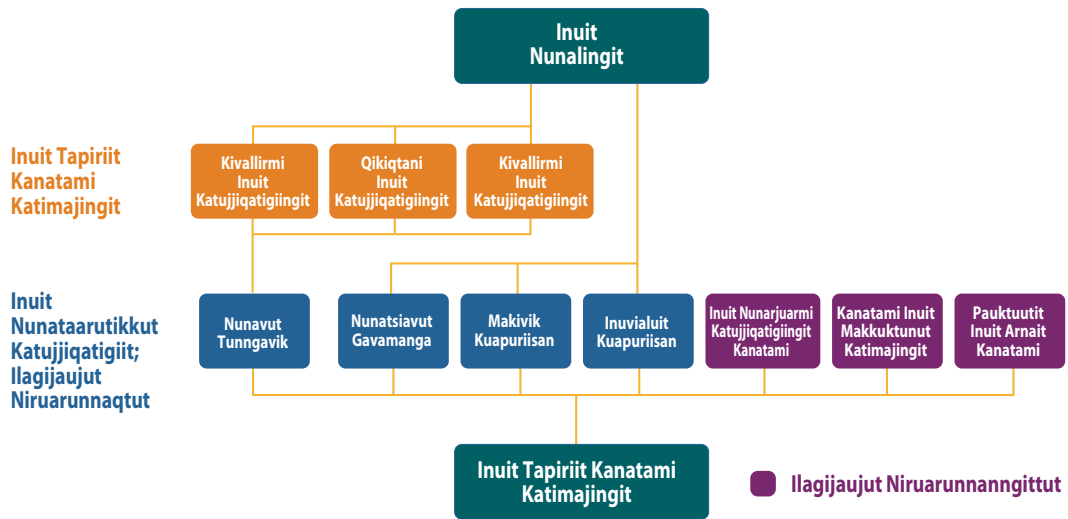 Inuit
Nunalingit
Inuit Tapiriit
Kanatami
Katimajingit
Kivallirmi
Inuit
Katujjiqatigiingit
Qikiqtani
Inuit
Katujjiqatigiingit
Kivallirmi
Inuit
Katujjiqatigiingit
Inuit
Nunataarutikkut
Katujjiqatigiit;
Ilagijaujut
Niruarunnaqtut
Nunavut
Tunngavik
Nunatsiavut
Gavamanga
Makivik
Kuapuriisan
Inuvialuit
Kuapuriisan
Inuit Nunarjuarmi
Katujjiqatigiingit
Kanatami
Kanatami Inuit
Makkuktunut
Katimajingit
Pauktuutit
Inuit Arnait
Kanatami
Inuit Tapiriit Kanatami
Katimajingit
Ilagijaujut Niruarunnanngittut